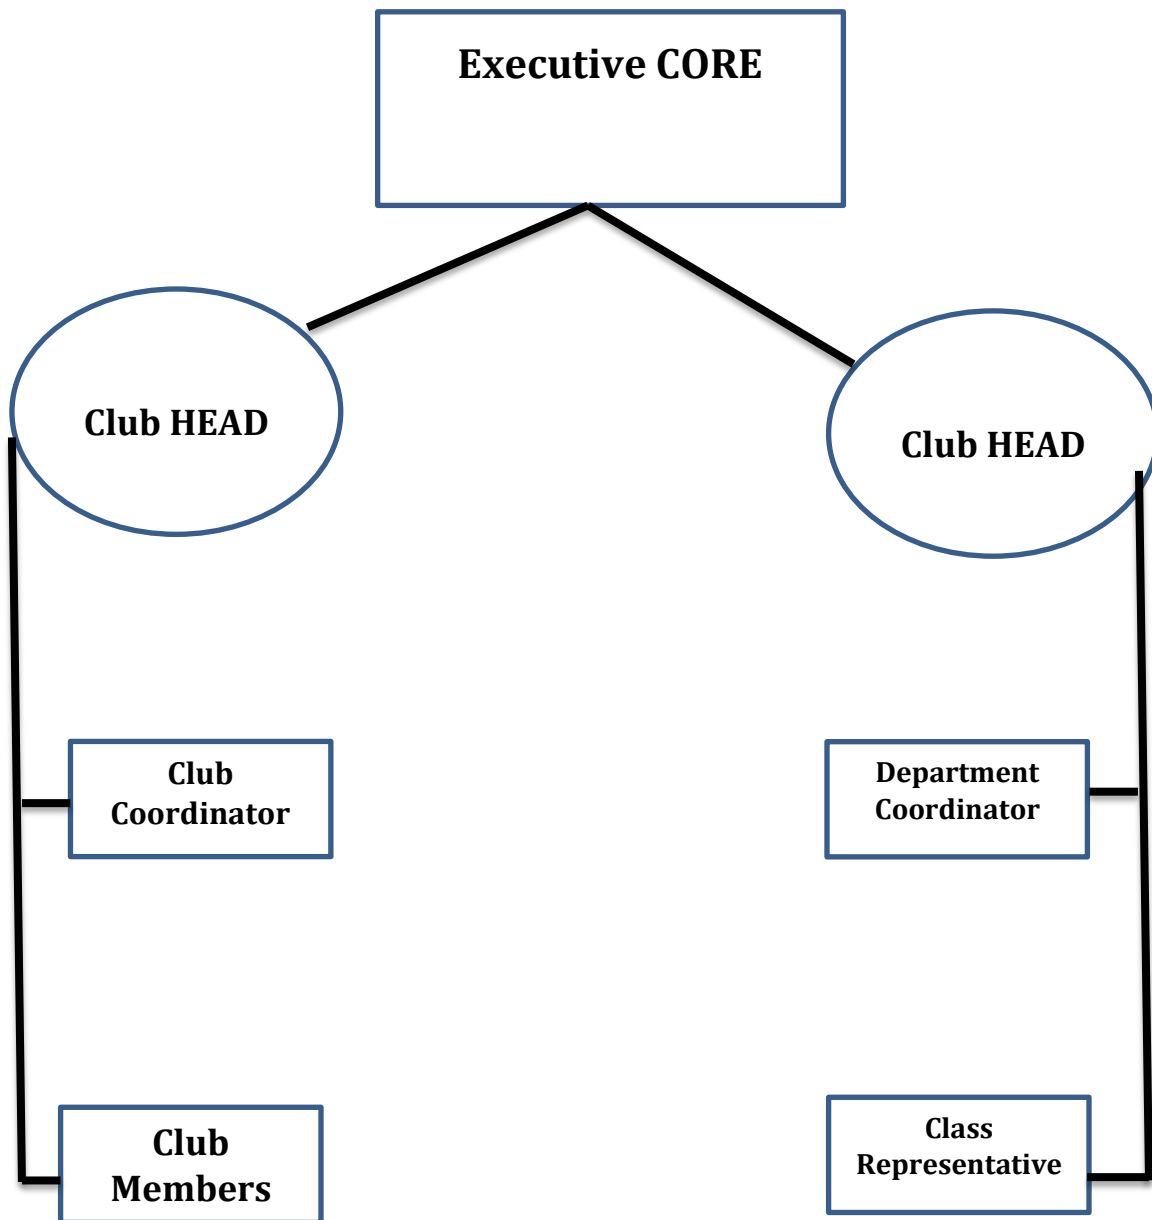 Executive CORE
Club HEAD
Club HEAD
Club
Coordinator
Department
Coordinator
Club
Members
Class
Representative